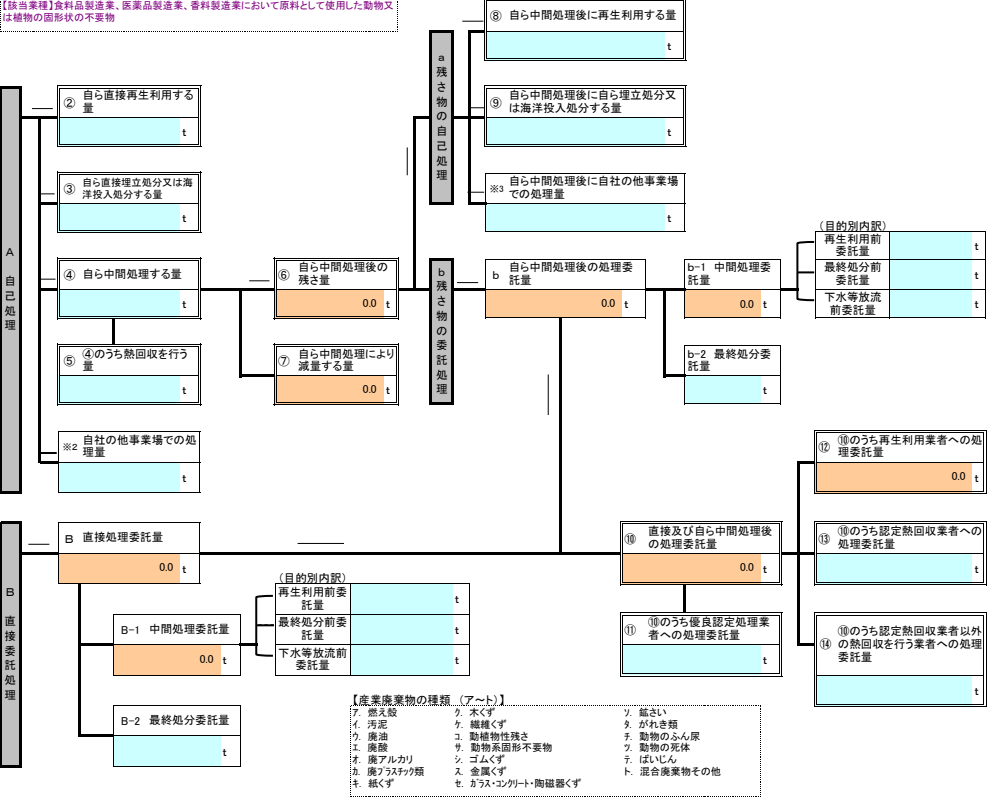 【該当業種】食料品製造業、医薬品製造業、香料製造業において原料として使用した動物又
は植物の固形状の不要物
⑧ 自ら中間処理後に再生利用する量
t
a 残さ物の自己処理
② 自ら直接再生利用する
量
t
⑨ 自ら中間処理後に自ら埋立処分又
は海洋投入処分する量
t
③ 自ら直接埋立処分又は海
洋投入処分する量
t
※3 自ら中間処理後に自社の他事業場
での処理量
t
A 自己処理
④ 自ら中間処理する量
t
⑥ 自ら中間処理後の
残さ量
0.0 t
b 残さ物の委託処理
b 自ら中間処理後の処理委
託量
0.0 t
b-1 中間処理委
託量
0.0 t
(目的別内訳)
再生利用前
委託量
t
最終処分前
委託量
t
下水等放流
前委託量
t
⑤ ④のうち熱回収を行う
量
t
⑦ 自ら中間処理により
減量する量
0.0 t
b-2 最終処分委
託量
t
※2 自社の他事業場での処
理量
t
⑫ ⑩のうち再生利用業者への処
理委託量
0.0 t
B 直接委託処理
B 直接処理委託量
0.0 t
⑩ 直接及び自ら中間処理後
の処理委託量
0.0 t
⑬ ⑩のうち認定熱回収業者への
処理委託量
t
B-1 中間処理委託量
0.0 t
(目的別内訳)
再生利用前委
託量
t
最終処分前委
託量
t
下水等放流前
委託量
t
⑪ ⑩のうち優良認定処理業
者への処理委託量
t
⑭ ⑩のうち認定熱回収業者以外
の熱回収を行う業者への処理
委託量
t
B-2 最終処分委託量
t
【産業廃棄物の種類 (ア～ト)】
ア. 燃え殻
イ. 汚泥
ウ. 廃油
エ. 廃酸
オ. 廃アルカリ
カ. 廃プラスチック類
キ. 紙くず
ク. 木くず
ケ. 繊維くず
コ. 動植物性残さ
サ. 動物系固形不要物
シ. ゴムくず
ス. 金属くず
セ. ガラス・コンクリート・陶磁器くず
ソ. 鉱さい
タ. がれき類
チ. 動物のふん尿
ツ. 動物の死体
テ. ばいじん
ト. 混合廃棄物その他